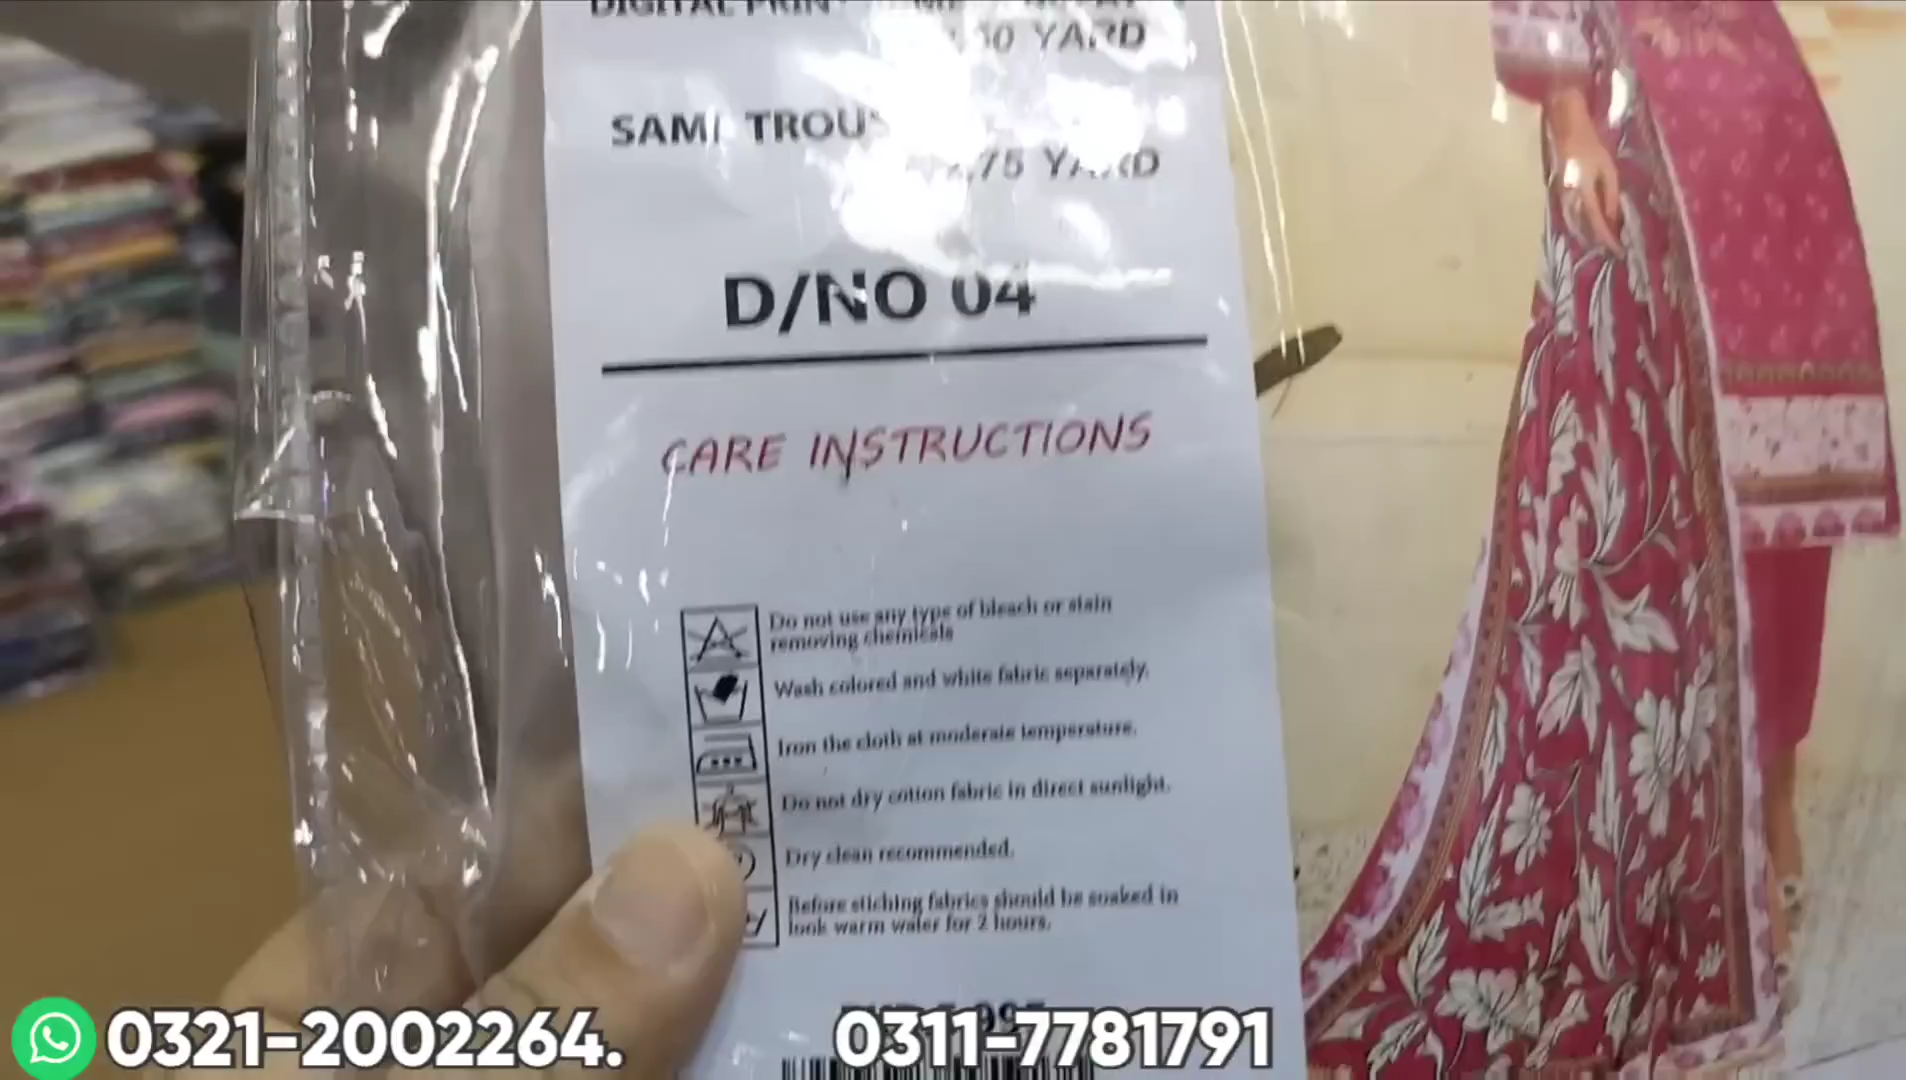 DIGITAL PRIN
YARD
SAMI TROUS
.75 YARD
D/NO 04
CARE INSTRUCTIONS
Do not use any type of bleach or stain
removing chemicals
Wash colored and white fabric separately.
Iron the cloth at moderate temperature.
Do not dry cotton fabric in direct sunlight.
Dry clean recommended.
Before stiching fabrics should be soaked in
look warm water for 2 hours.
0321-2002264.
0311-7781791